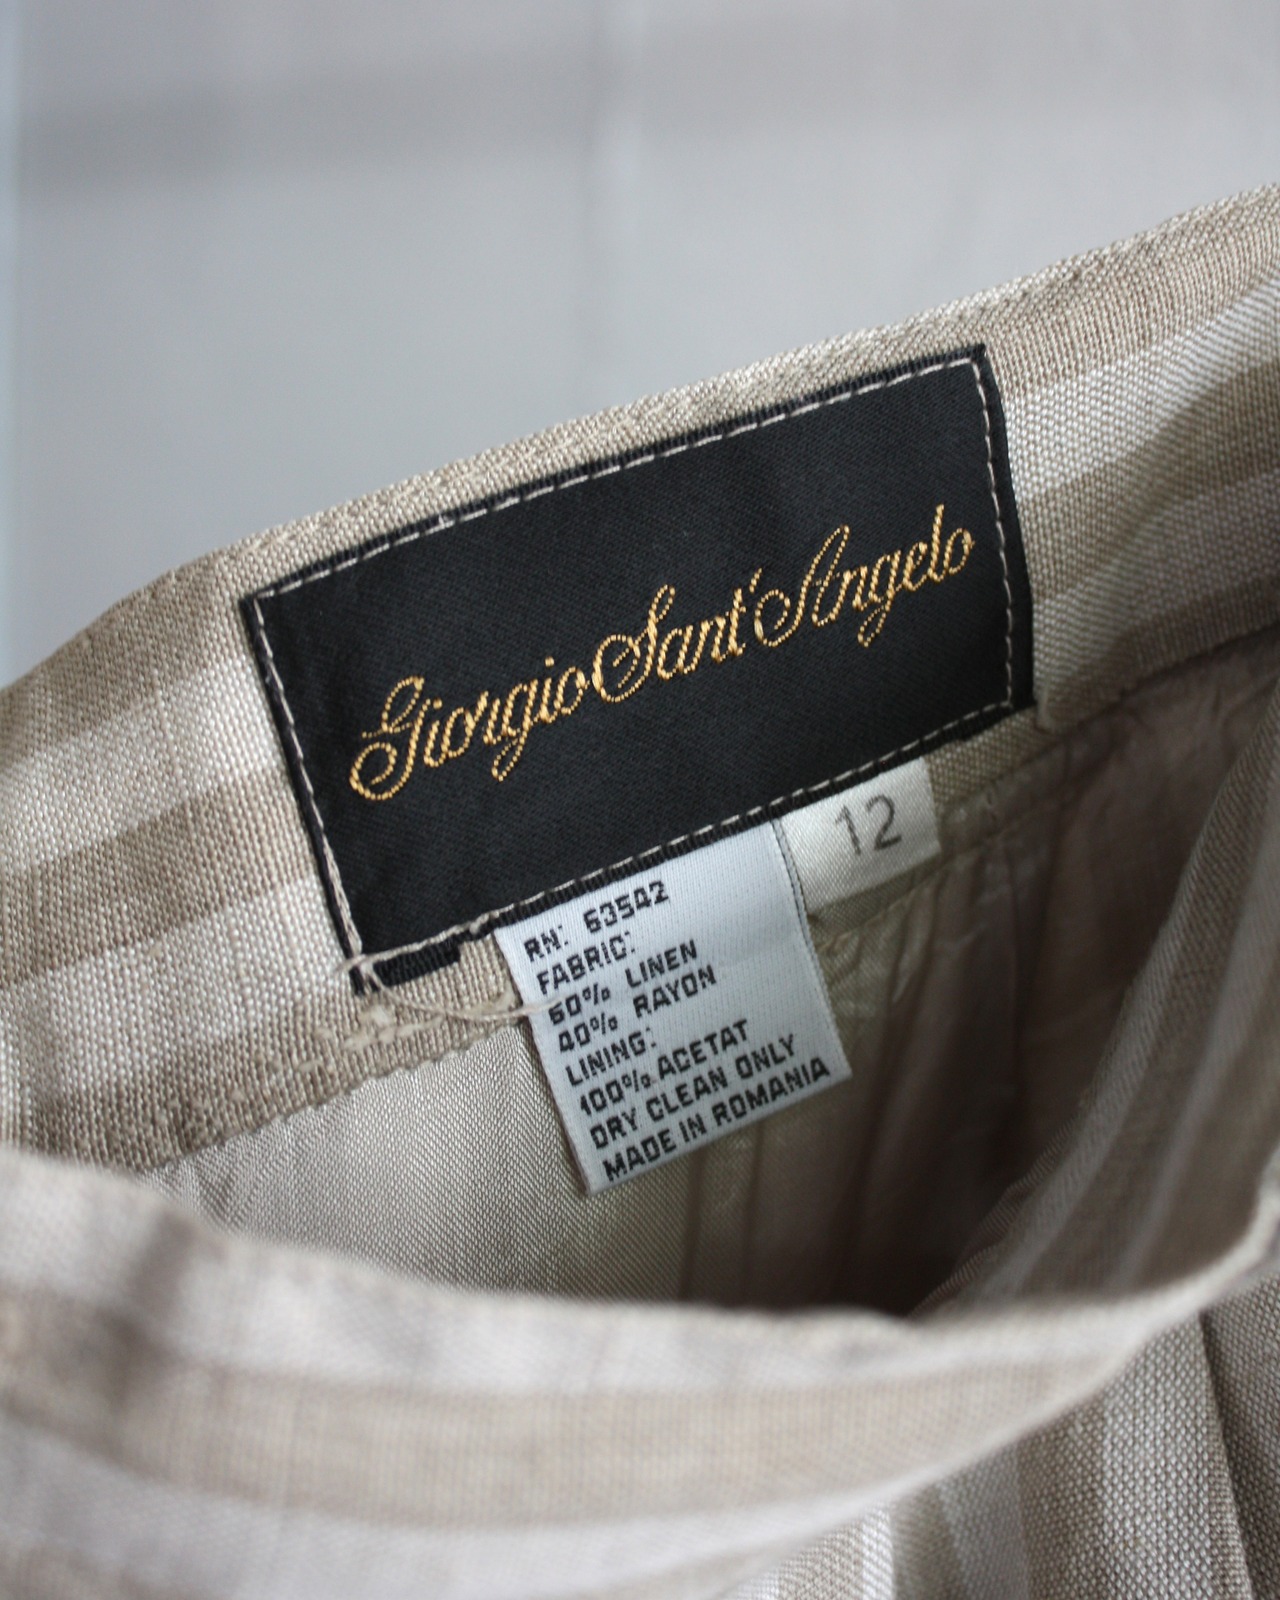 Giorgio Sant'Angelo
12
RN: 63542
FABRIC:
60% LINEN
40% RAYON
LINING:
100% ACETAT
DRY CLEAN ONLY
MADE IN ROMANIA